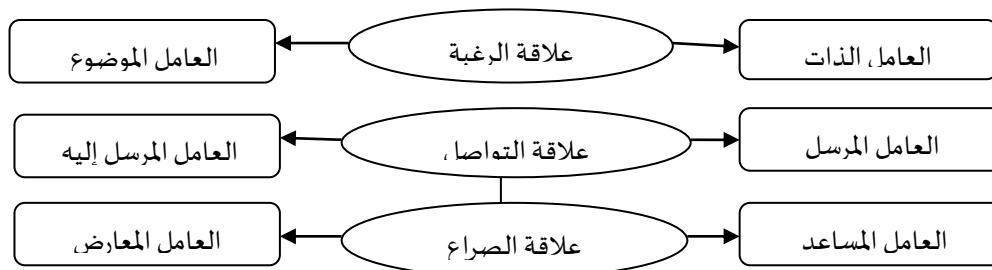 العامل الذات علاقة الرغبة العامل الموضوع
العامل المرسل علاقة التواصل العامل المرسل إليه
العامل المساعد علاقة الصراع العامل المعارض